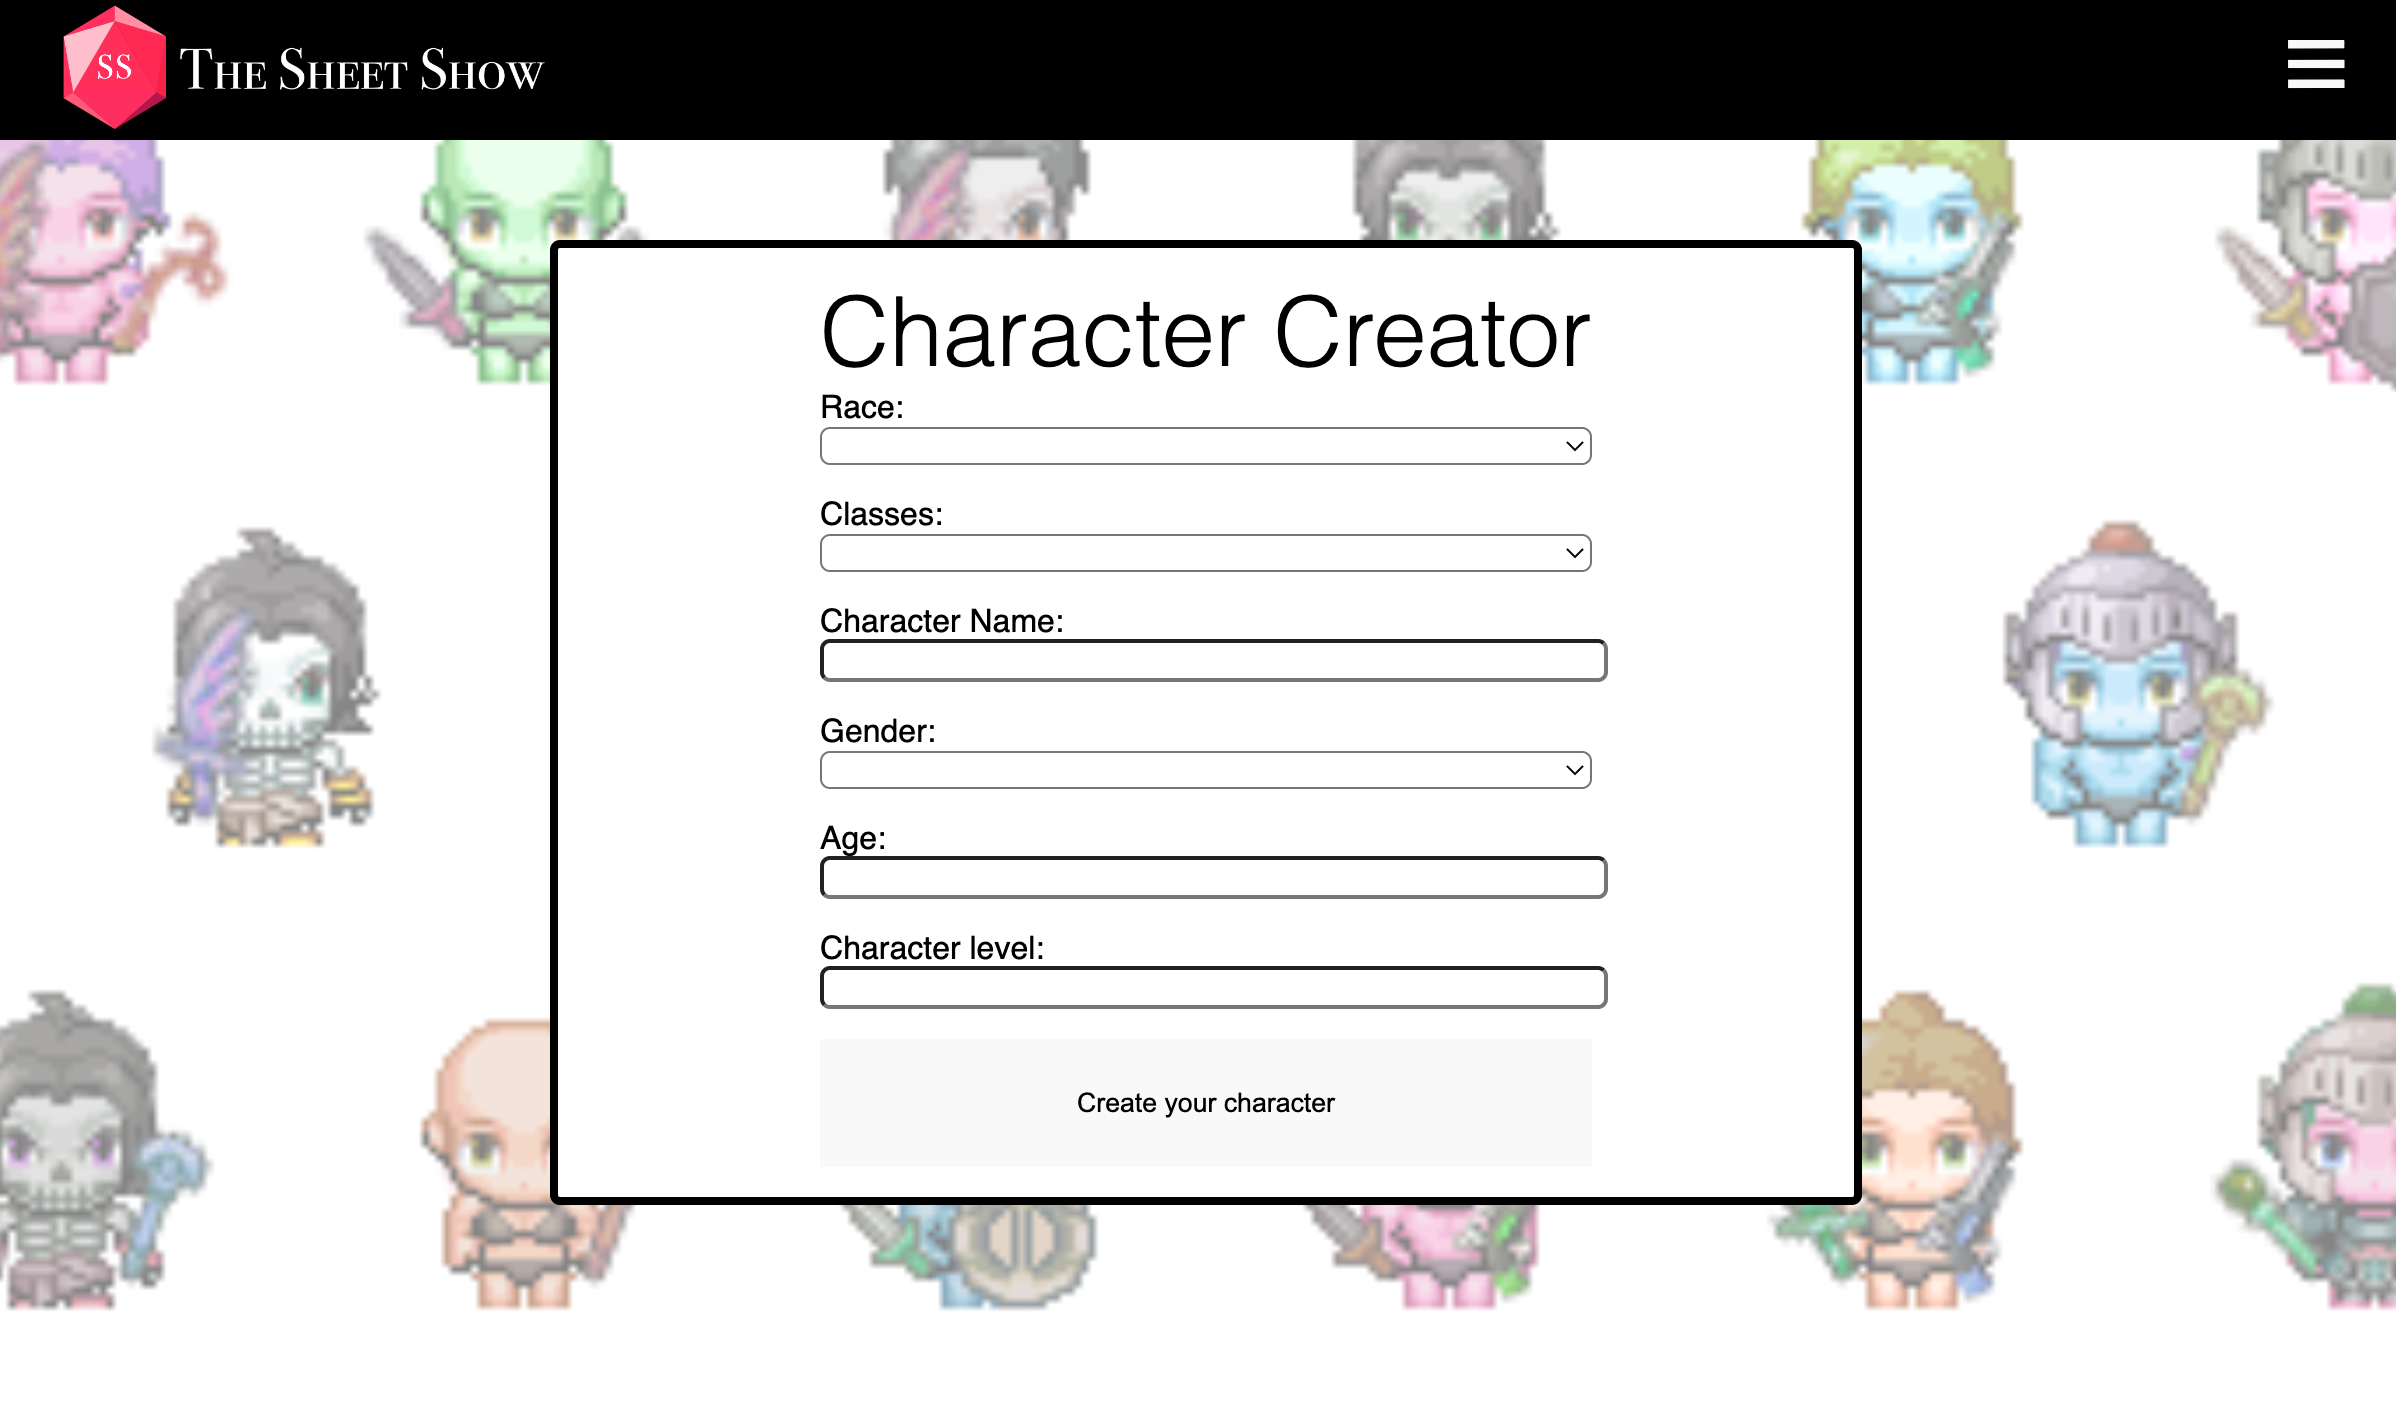 SS
The Sheet Show
Character Creator
Race:
Classes:
Character Name:
Gender:
Age:
Character level:
Create your character